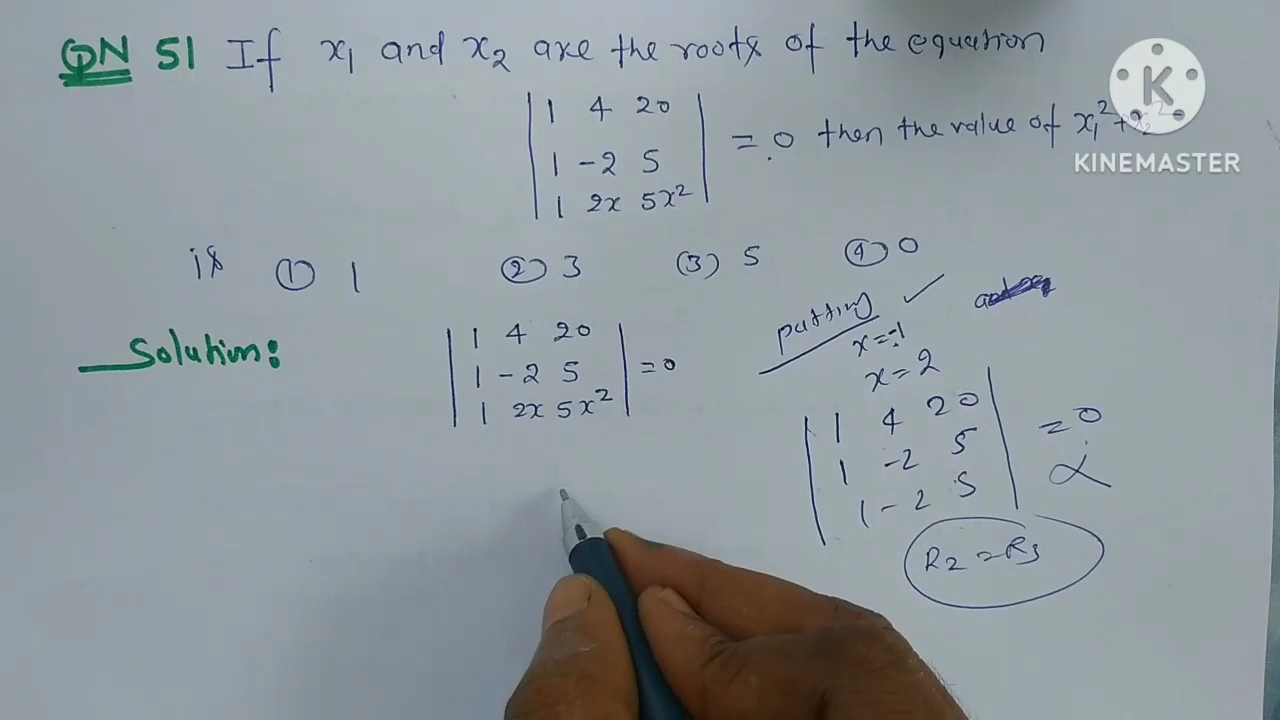 QN 51 If x₁ and x₂ are the roots of the equation
|1 4 20|
|1 -2 5| = 0 then the value of x₁² + x₂²
|1 2x 5x²|
is ① 1 ② 3 (3) 5 ④ 0
Solution:
|1 4 20|
|1 -2 5| = 0
|1 2x 5x²|
putting ✓
x = -1
x = 2
|1 4 20|
|1 -2 5| = 0
|1 -2 5|
R₂ = R₃
K
KINEMASTER